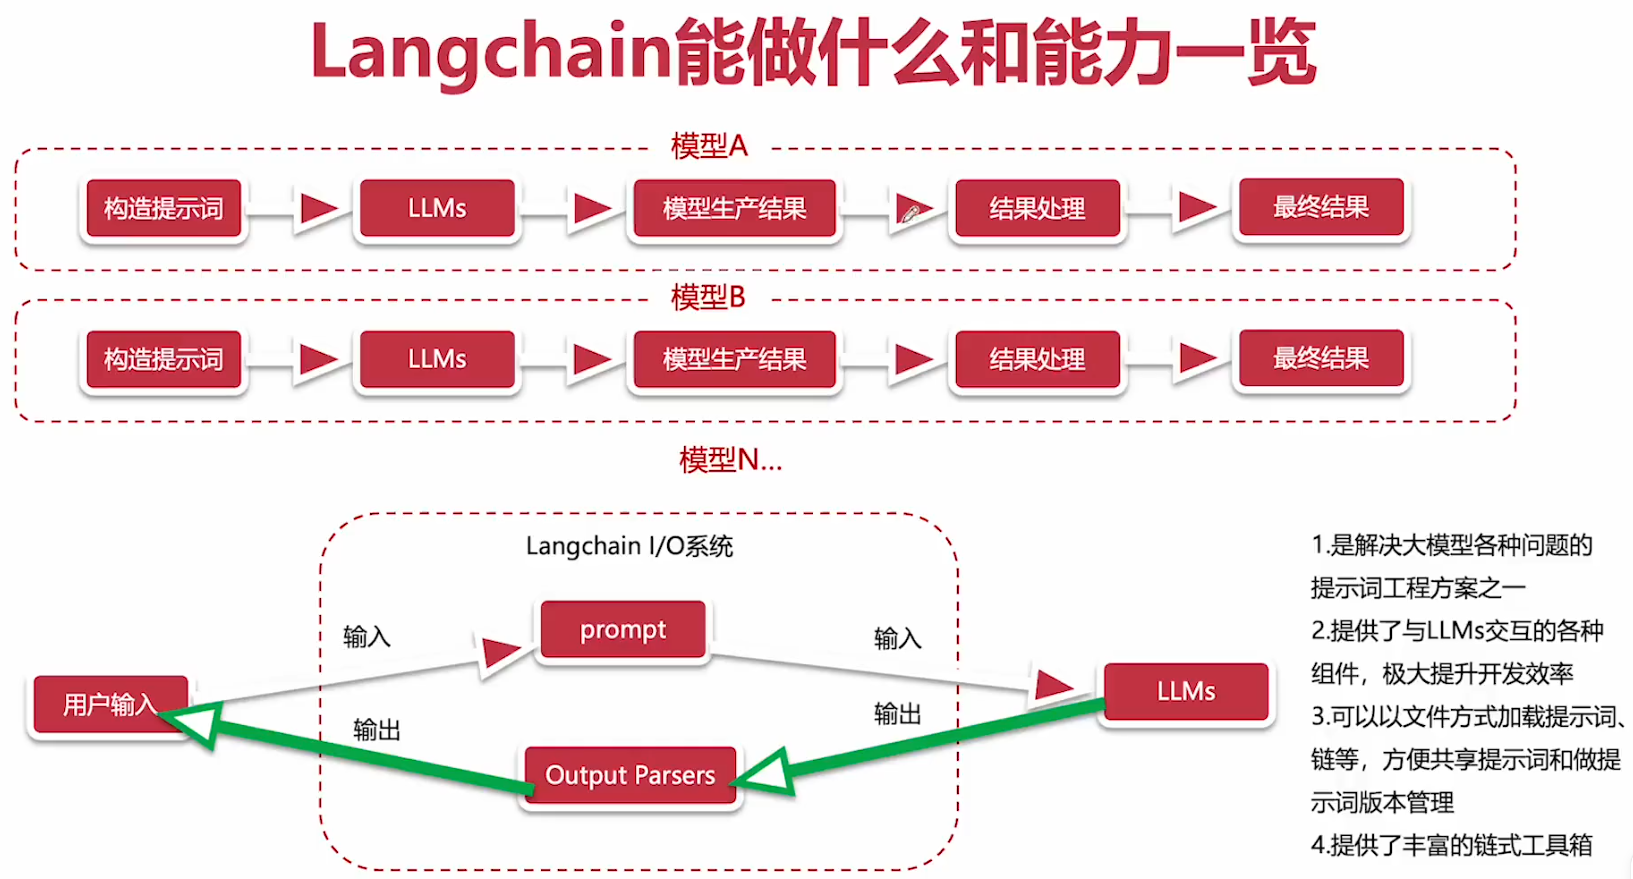 Langchain能做什么和能力一览
模型A
构造提示词
LLMs
模型生产结果
结果处理
最终结果
模型B
构造提示词
LLMs
模型生产结果
结果处理
最终结果
模型N...
Langchain I/O系统
输入
prompt
输入
用户输入
LLMs
输出
输出
Output Parsers
1.是解决大模型各种问题的
提示词工程方案之一
2.提供了与LLMs交互的各种
组件，极大提升开发效率
3.可以以文件方式加载提示词、
链等，方便共享提示词和做提
示词版本管理
4.提供了丰富的链式工具箱